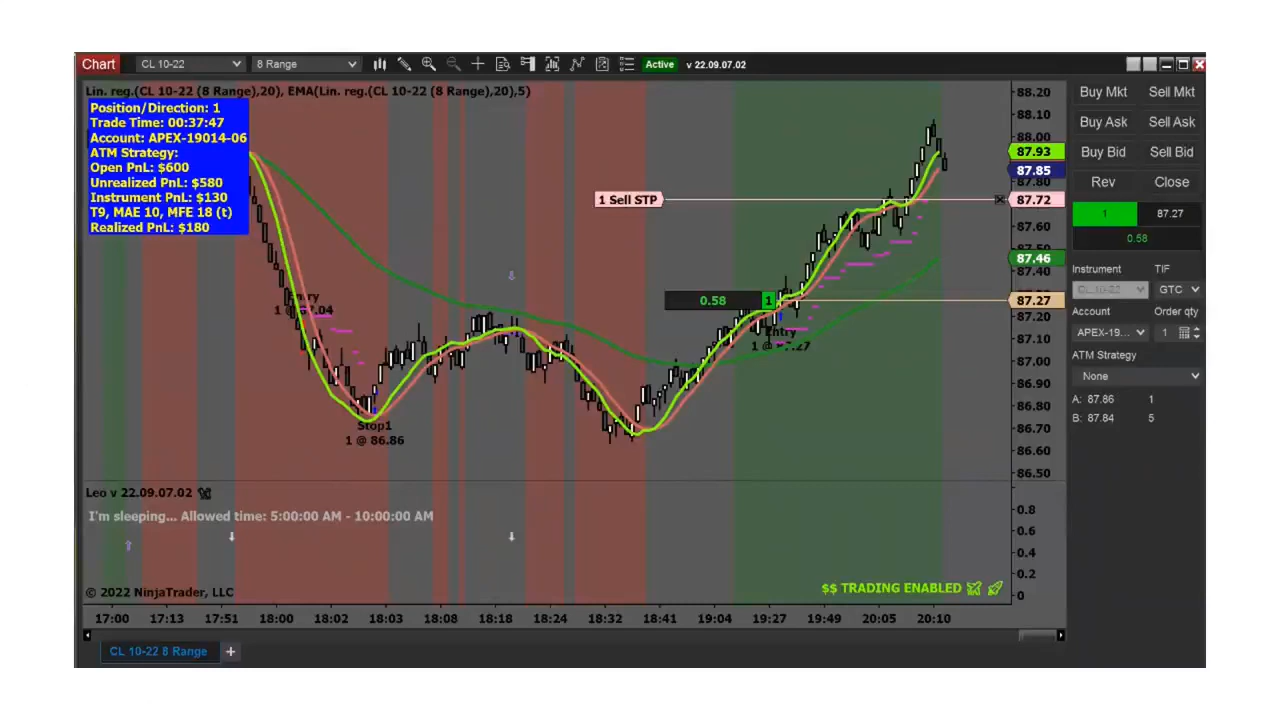 Chart CL 10-22 8 Range Active v 22.09.07.02
Lin. reg.(CL 10-22 (8 Range),20), EMA(Lin. reg.(CL 10-22 (8 Range),20),5)
Position/Direction: 1
Trade Time: 00:37:47
Account: APEX-19014-06
ATM Strategy:
Open PnL: $600
Unrealized PnL: $580
Instrument PnL: $130
T9, MAE 10, MFE 18 (t)
Realized PnL: $180
1 Sell STP
0.58 1
Entry
Stop1
1 @ 86.86
Entry
1 @ 87.27
88.20
88.10
88.00
87.93
87.85
87.80
87.72
87.60
87.50
87.46
87.40
87.27
87.20
87.10
87.00
86.90
86.80
86.70
86.60
86.50
Leo v 22.09.07.02
I'm sleeping... Allowed time: 5:00:00 AM - 10:00:00 AM
0.8
0.6
0.4
0.2
0
© 2022 NinjaTrader, LLC
$$ TRADING ENABLED
17:00 17:13 17:51 18:00 18:02 18:03 18:08 18:18 18:24 18:32 18:41 19:04 19:27 19:49 20:05 20:10
CL 10-22 8 Range +
Buy Mkt Sell Mkt
Buy Ask Sell Ask
Buy Bid Sell Bid
Rev Close
1 87.27
0.58
Instrument TIF
CL 10-22 GTC
Account Order qty
APEX-19... 1
ATM Strategy
None
A: 87.86 1
B: 87.84 5